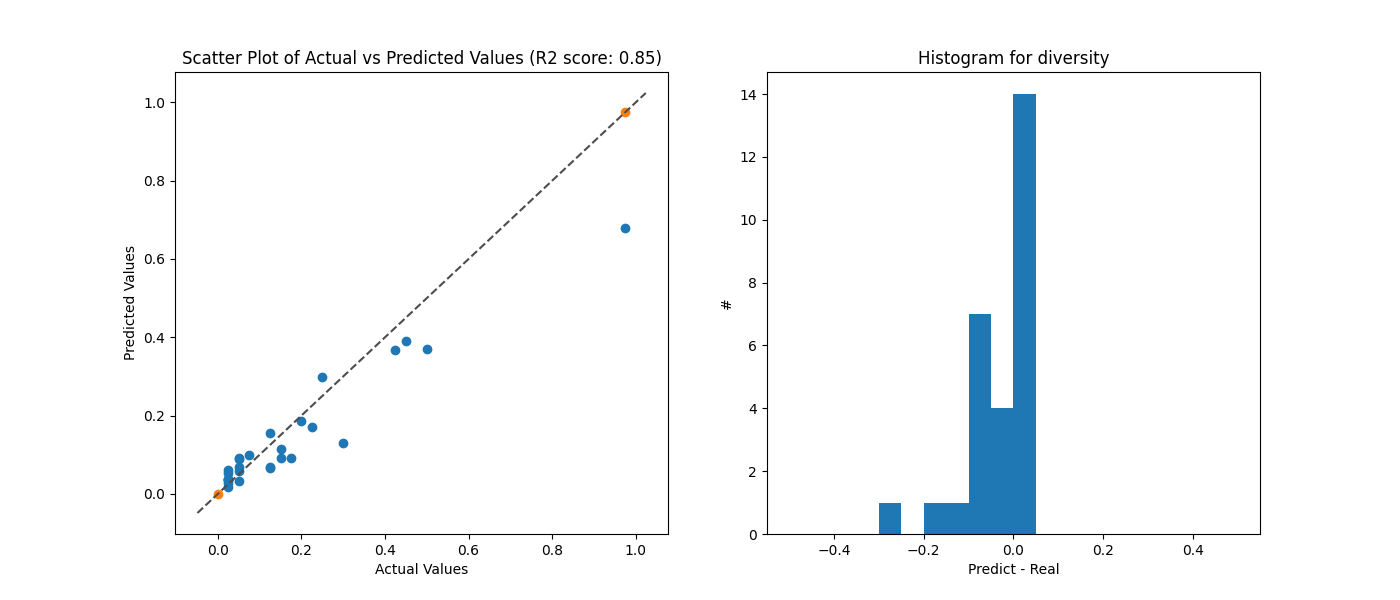 Scatter Plot of Actual vs Predicted Values (R2 score: 0.85)
Predicted Values
1.0
0.8
0.6
0.4
0.2
0.0
0.0 0.2 0.4 0.6 0.8 1.0
Actual Values
Histogram for diversity
#
14
12
10
8
6
4
2
0
−0.4 −0.2 0.0 0.2 0.4
Predict - Real